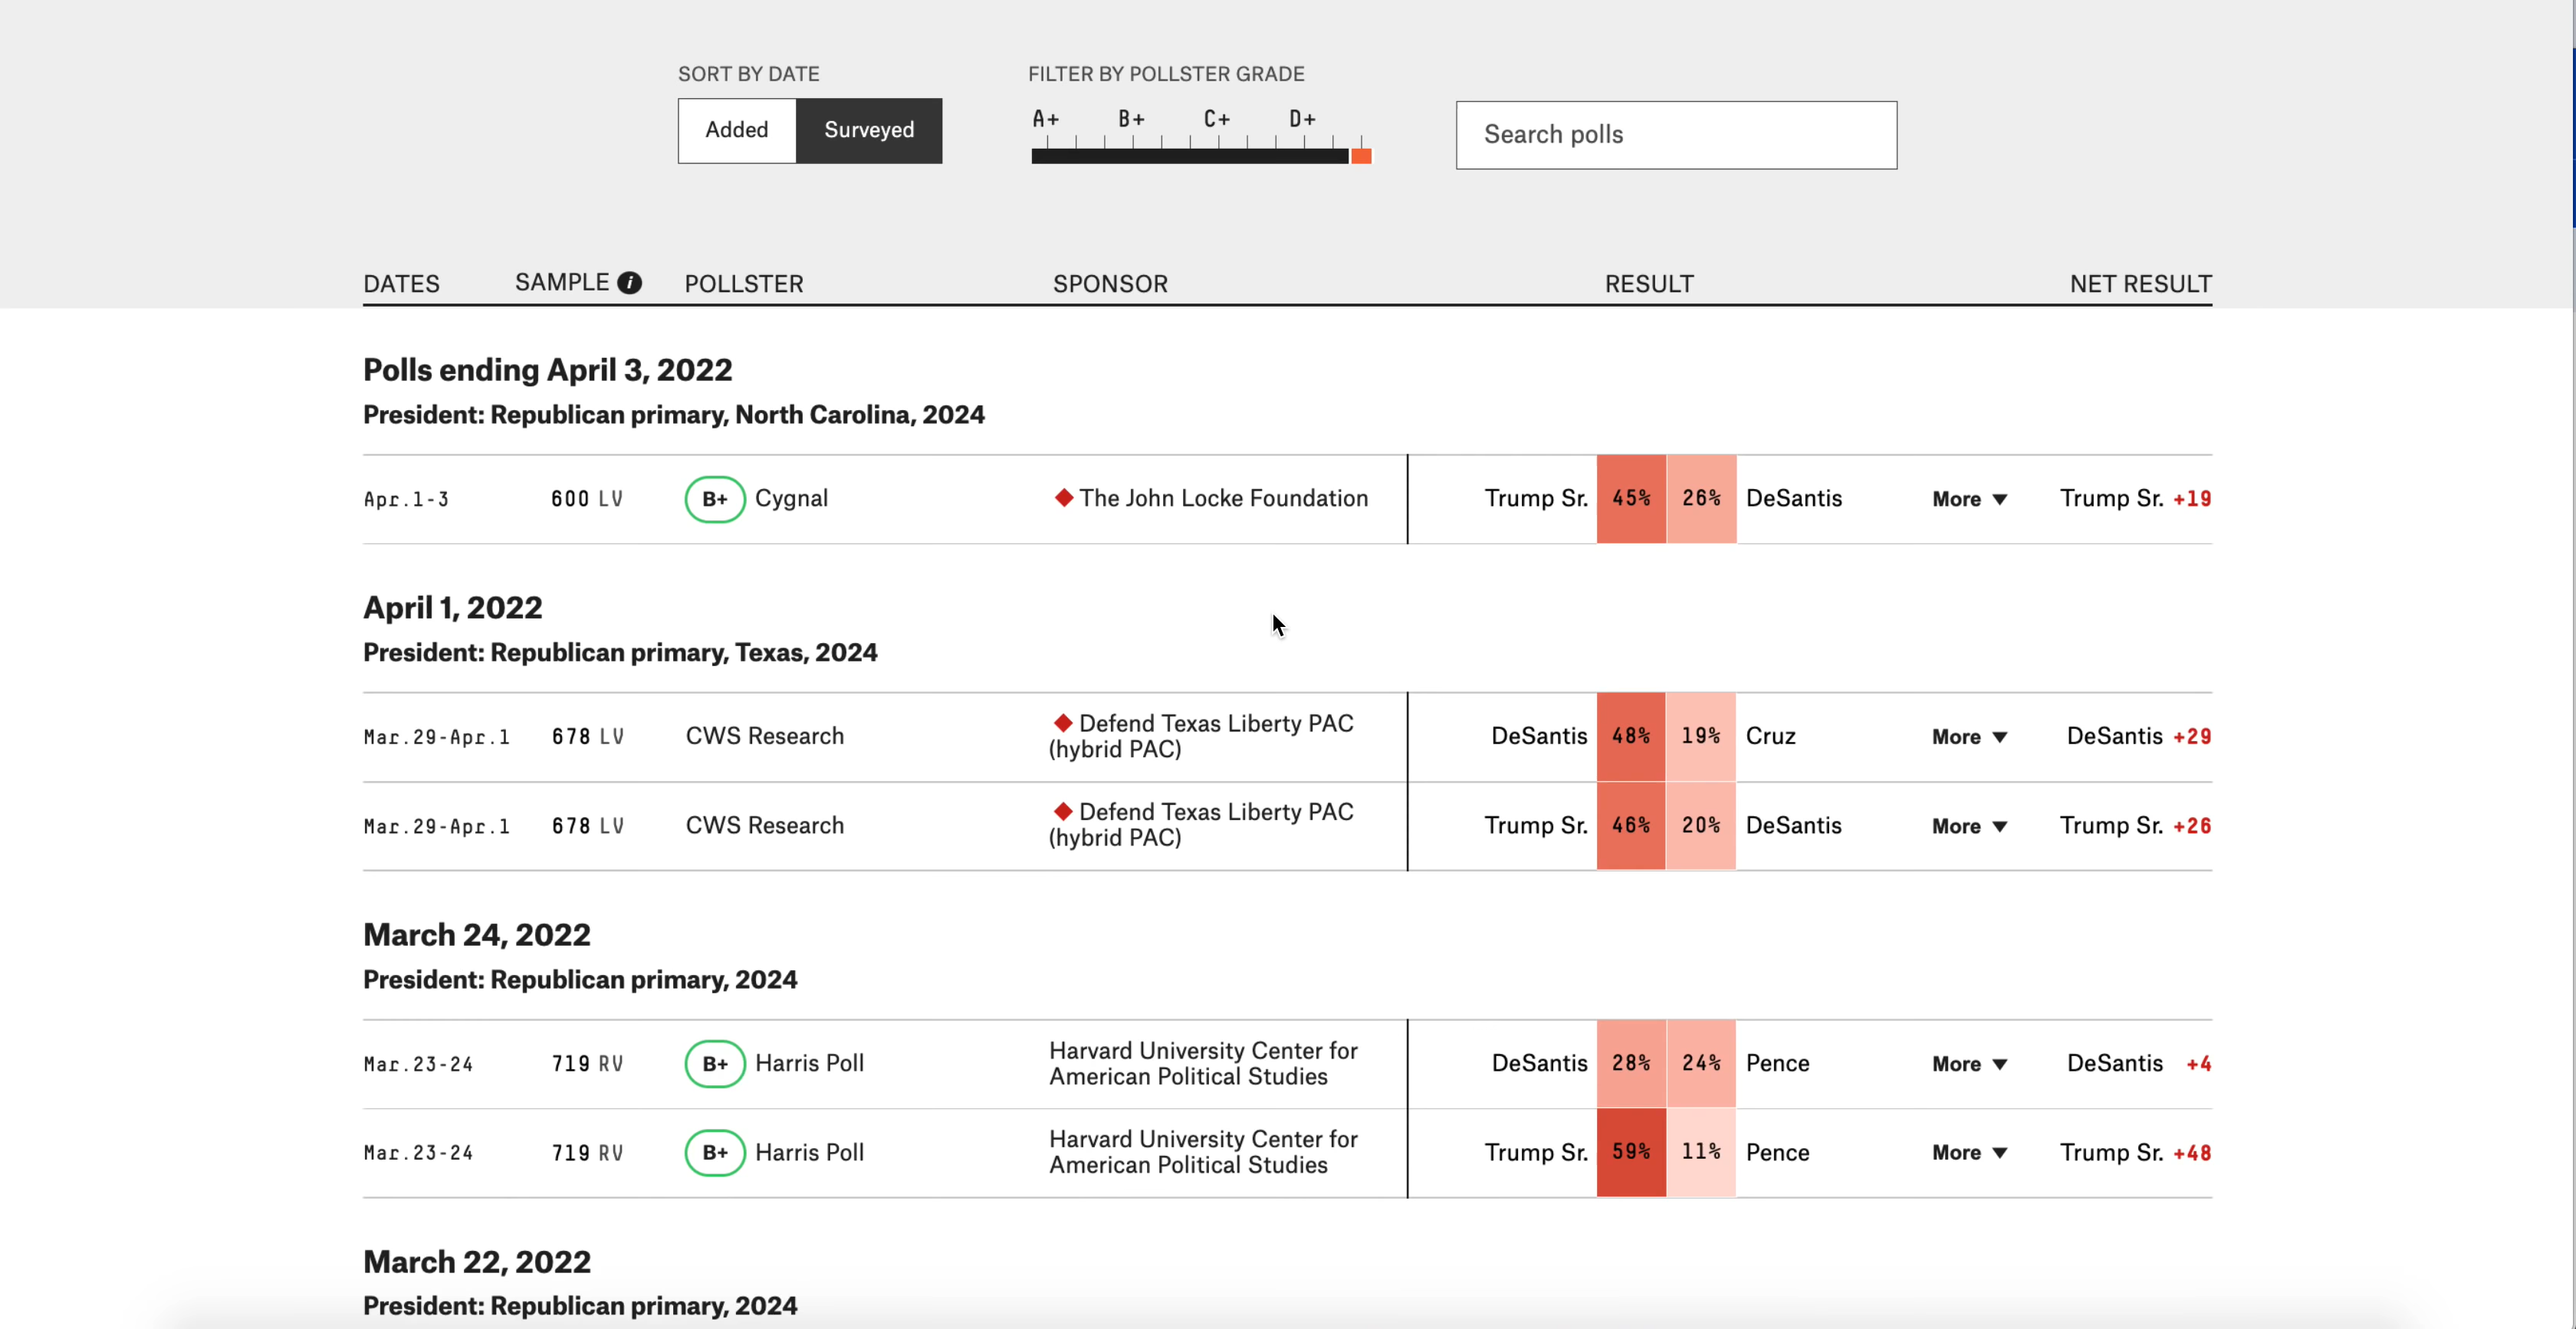 SORT BY DATE
FILTER BY POLLSTER GRADE
A+ B+ C+ D+
Added Surveyed
Search polls
DATES SAMPLE i POLLSTER SPONSOR RESULT NET RESULT
Polls ending April 3, 2022
President: Republican primary, North Carolina, 2024
Apr.1-3 600 LV B+ Cygnal The John Locke Foundation Trump Sr. 45% 26% DeSantis More Trump Sr. +19
April 1, 2022
President: Republican primary, Texas, 2024
Mar.29-Apr.1 678 LV CWS Research Defend Texas Liberty PAC
(hybrid PAC) DeSantis 48% 19% Cruz More DeSantis +29
Mar.29-Apr.1 678 LV CWS Research Defend Texas Liberty PAC
(hybrid PAC) Trump Sr. 46% 20% DeSantis More Trump Sr. +26
March 24, 2022
President: Republican primary, 2024
Mar.23-24 719 RV B+ Harris Poll Harvard University Center for
American Political Studies DeSantis 28% 24% Pence More DeSantis +4
Mar.23-24 719 RV B+ Harris Poll Harvard University Center for
American Political Studies Trump Sr. 59% 11% Pence More Trump Sr. +48
March 22, 2022
President: Republican primary, 2024